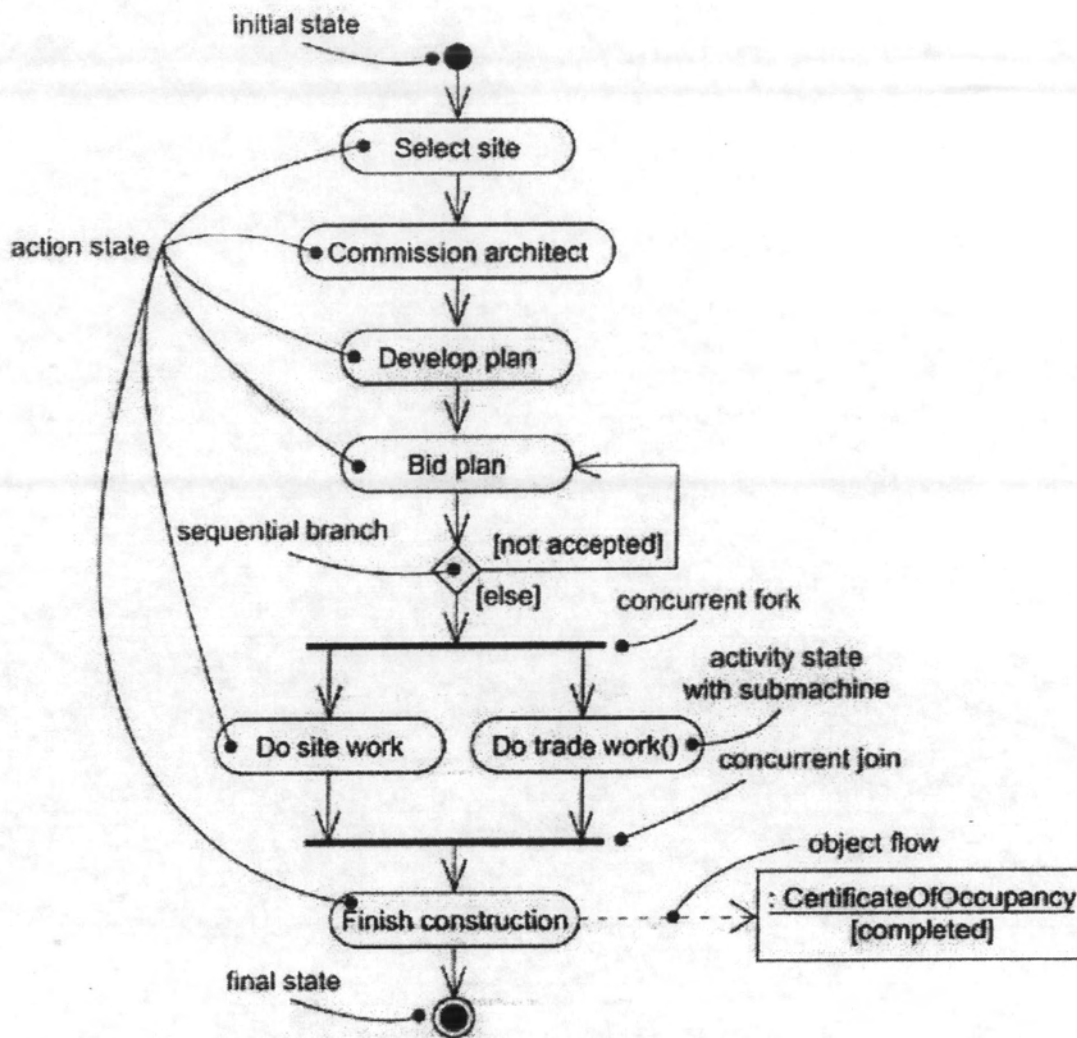 initial state
Select site
action state
Commission architect
Develop plan
Bid plan
sequential branch
[not accepted]
[else]
concurrent fork
activity state
with submachine
Do site work
Do trade work()
concurrent join
object flow
: CertificateOfOccupancy
[completed]
Finish construction
final state